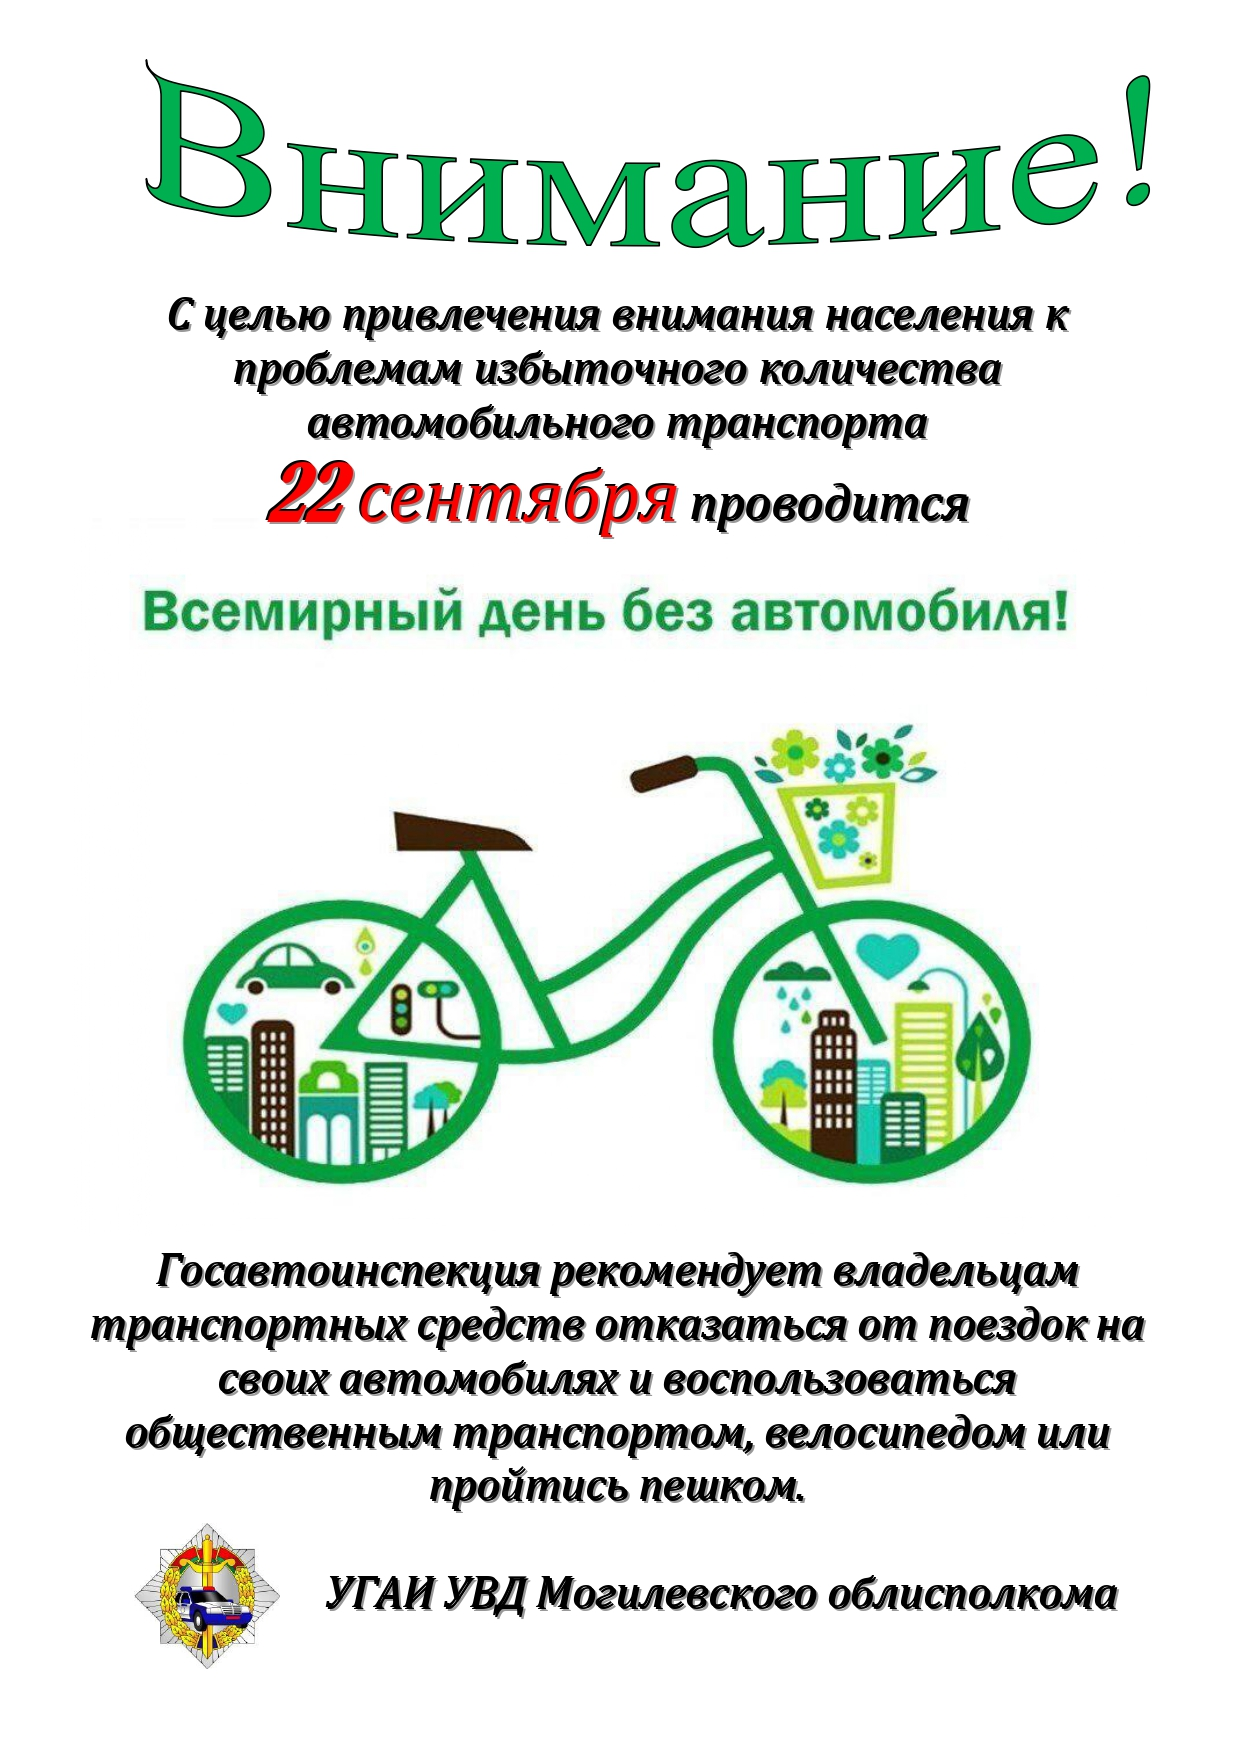 Внимание!
С целью привлечения внимания населения к
проблемам избыточного количества
автомобильного транспорта
22 сентября проводится
Всемирный день без автомобиля!
Госавтоинспекция рекомендует владельцам
транспортных средств отказаться от поездок на
своих автомобилях и воспользоваться
общественным транспортом, велосипедом или
пройтись пешком.
УГАИ УВД Могилевского облисполкома